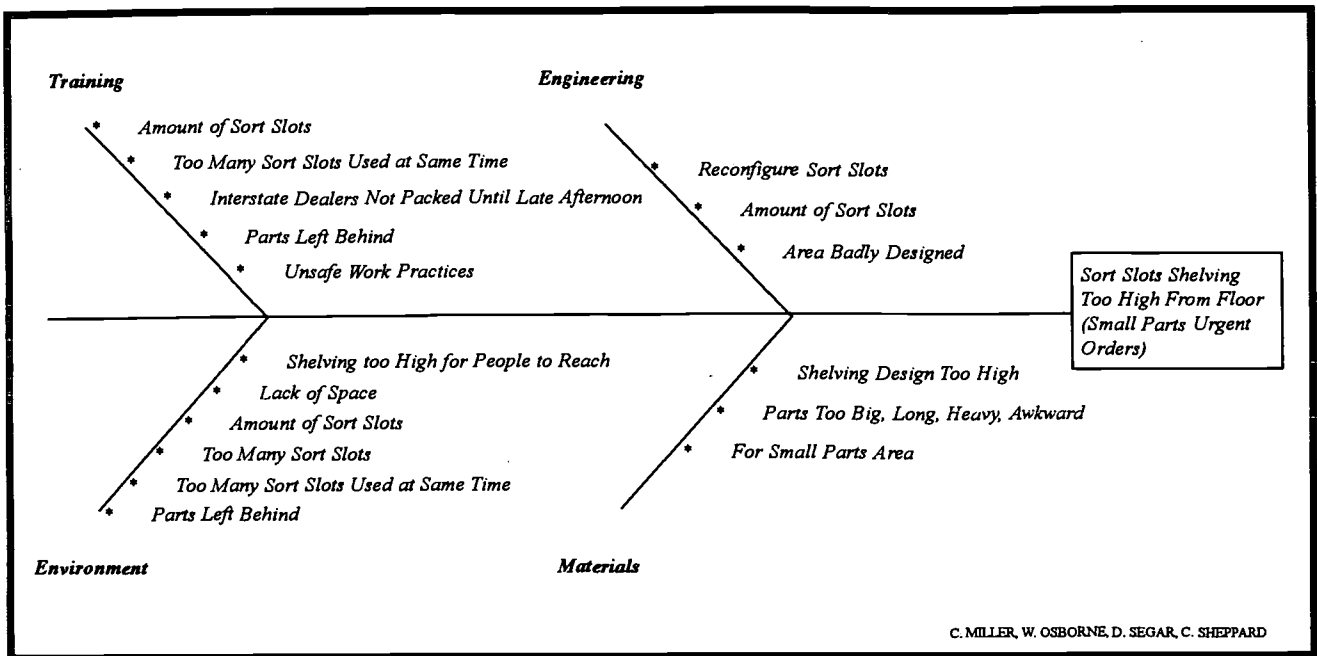 Training
Amount of Sort Slots
Too Many Sort Slots Used at Same Time
Interstate Dealers Not Packed Until Late Afternoon
Parts Left Behind
Unsafe Work Practices
Engineering
Reconfigure Sort Slots
Amount of Sort Slots
Area Badly Designed
Sort Slots Shelving
Too High From Floor
(Small Parts Urgent
Orders)
Shelving too High for People to Reach
Lack of Space
Amount of Sort Slots
Too Many Sort Slots
Too Many Sort Slots Used at Same Time
Parts Left Behind
Environment
Shelving Design Too High
Parts Too Big, Long, Heavy, Awkward
For Small Parts Area
Materials
C. MILLER, W. OSBORNE, D. SEGAR, C. SHEPPARD